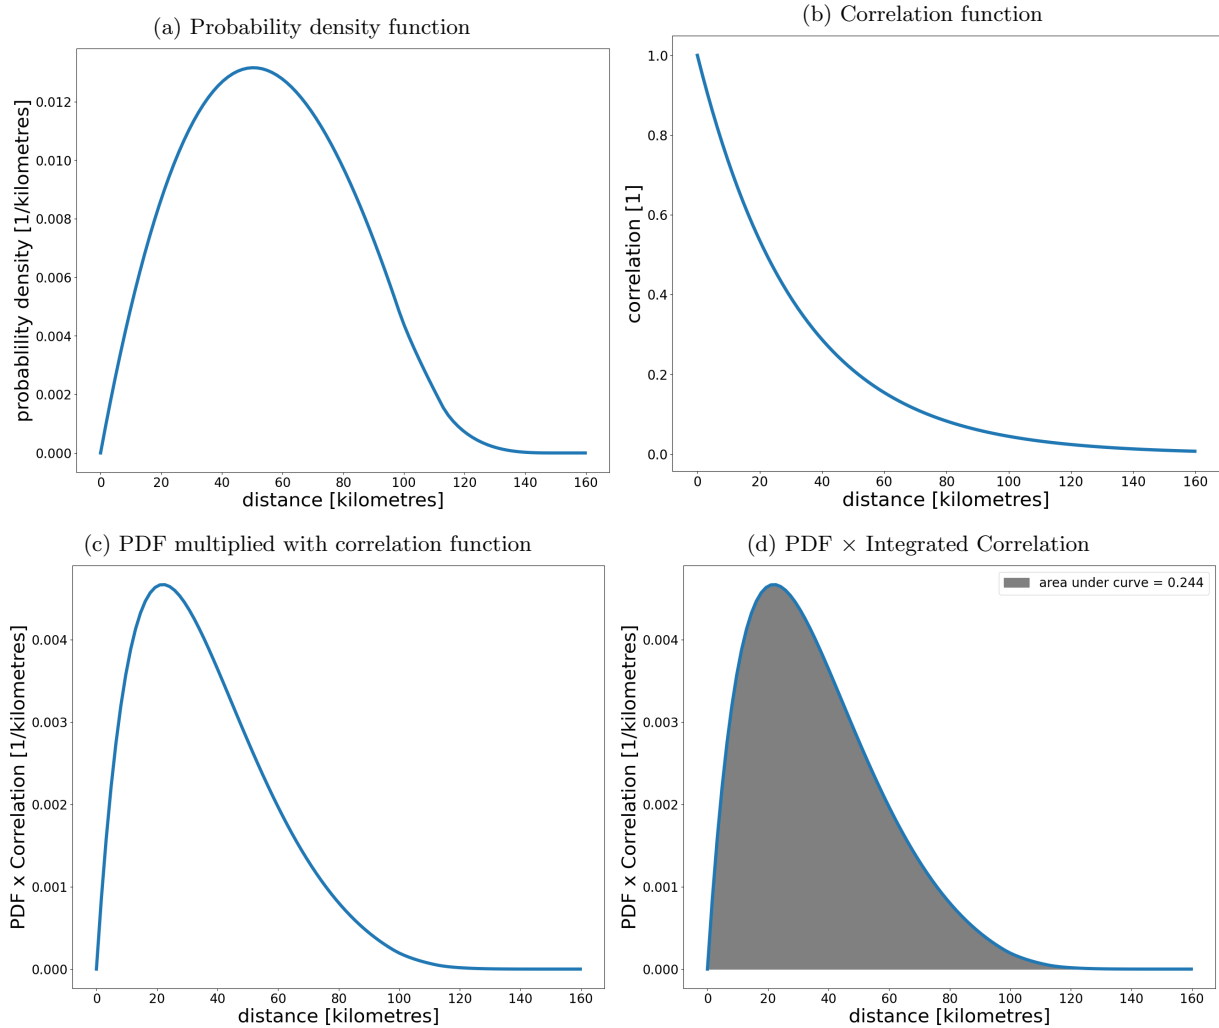 (a) Probability density function
probablility density [1/kilometres]
0.012
0.010
0.008
0.006
0.004
0.002
0.000
0 20 40 60 80 100 120 140 160
distance [kilometres]
(b) Correlation function
correlation [1]
1.0
0.8
0.6
0.4
0.2
0.0
0 20 40 60 80 100 120 140 160
distance [kilometres]
(c) PDF multiplied with correlation function
PDF x Correlation [1/kilometres]
0.004
0.003
0.002
0.001
0.000
0 20 40 60 80 100 120 140 160
distance [kilometres]
(d) PDF × Integrated Correlation
area under curve = 0.244
PDF x Correlation [1/kilometres]
0.004
0.003
0.002
0.001
0.000
0 20 40 60 80 100 120 140 160
distance [kilometres]